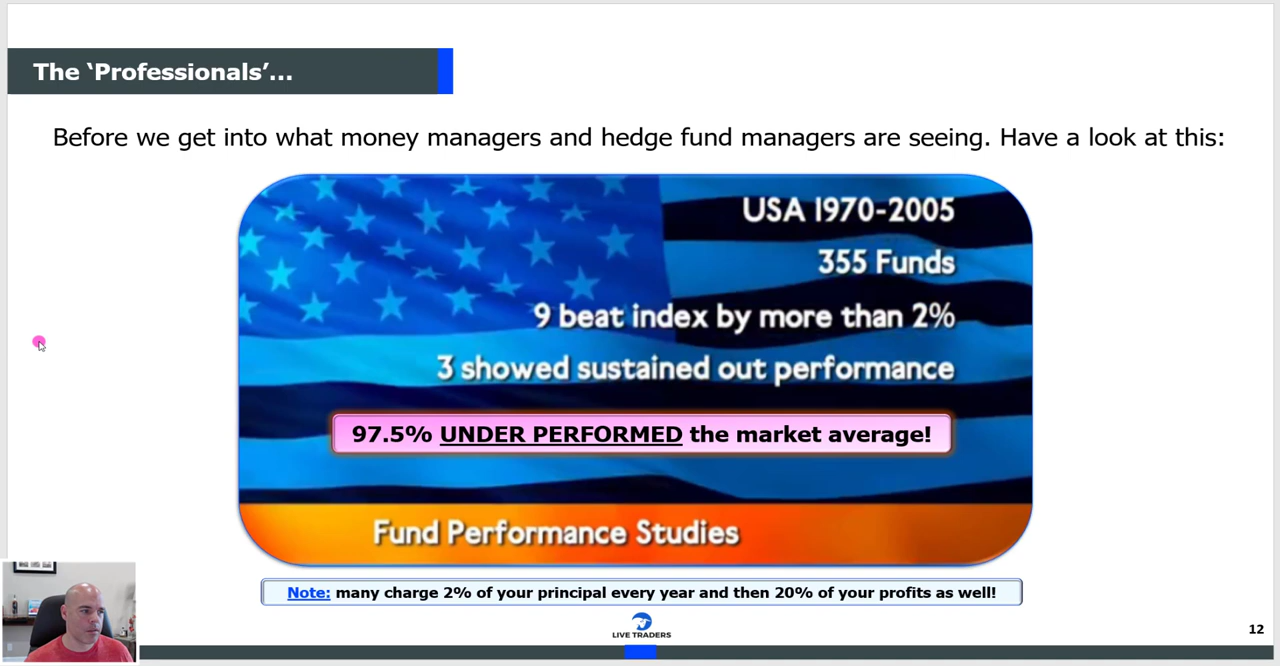 The ‘Professionals’...
Before we get into what money managers and hedge fund managers are seeing. Have a look at this:
USA 1970-2005
355 Funds
9 beat index by more than 2%
3 showed sustained out performance
97.5% UNDER PERFORMED the market average!
Fund Performance Studies
Note: many charge 2% of your principal every year and then 20% of your profits as well!
LIVE TRADERS
12